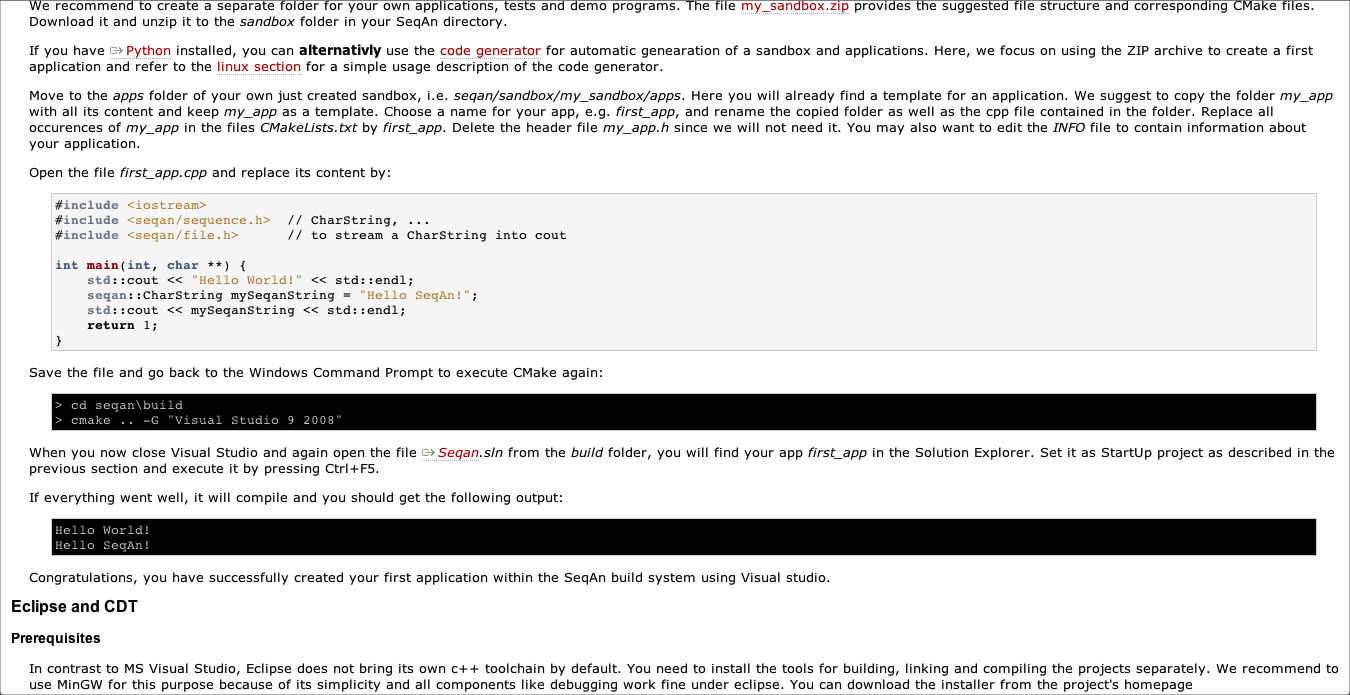 We recommend to create a separate folder for your own applications, tests and demo programs. The file my_sandbox.zip provides the suggested file structure and corresponding CMake files.
Download it and unzip it to the sandbox folder in your SeqAn directory.
If you have Python installed, you can alternativly use the code generator for automatic genearation of a sandbox and applications. Here, we focus on using the ZIP archive to create a first
application and refer to the linux section for a simple usage description of the code generator.
Move to the apps folder of your own just created sandbox, i.e. seqan/sandbox/my_sandbox/apps. Here you will already find a template for an application. We suggest to copy the folder my_app
with all its content and keep my_app as a template. Choose a name for your app, e.g. first_app, and rename the copied folder as well as the cpp file contained in the folder. Replace all
occurences of my_app in the files CMakeLists.txt by first_app. Delete the header file my_app.h since we will not need it. You may also want to edit the INFO file to contain information about
your application.
Open the file first_app.cpp and replace its content by:
#include <iostream>
#include <seqan/sequence.h>  // CharString, ...
#include <seqan/file.h>      // to stream a CharString into cout
int main(int, char **) {
    std::cout << "Hello World!" << std::endl;
    seqan::CharString mySeqanString = "Hello SeqAn!";
    std::cout << mySeqanString << std::endl;
    return 1;
}
Save the file and go back to the Windows Command Prompt to execute CMake again:
> cd seqan\build
> cmake .. -G "Visual Studio 9 2008"
When you now close Visual Studio and again open the file Seqan.sln from the build folder, you will find your app first_app in the Solution Explorer. Set it as StartUp project as described in the
previous section and execute it by pressing Ctrl+F5.
If everything went well, it will compile and you should get the following output:
Hello World!
Hello SeqAn!
Congratulations, you have successfully created your first application within the SeqAn build system using Visual studio.
Eclipse and CDT
Prerequisites
In contrast to MS Visual Studio, Eclipse does not bring its own c++ toolchain by default. You need to install the tools for building, linking and compiling the projects separately. We recommend to
use MinGW for this purpose because of its simplicity and all components like debugging work fine under eclipse. You can download the installer from the project's homepage